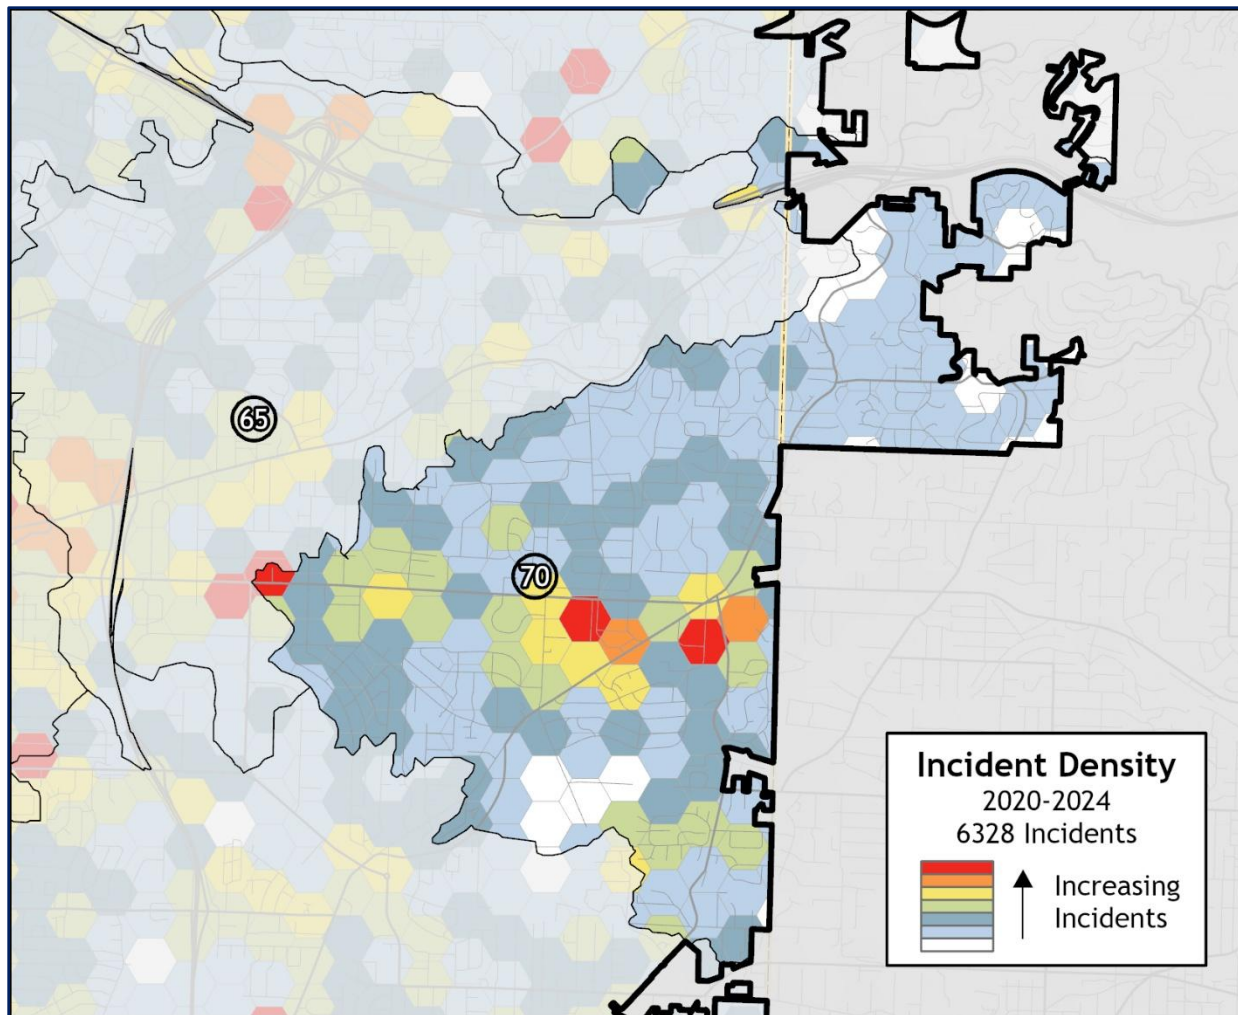 65
70
Incident Density
2020-2024
6328 Incidents
Increasing
Incidents